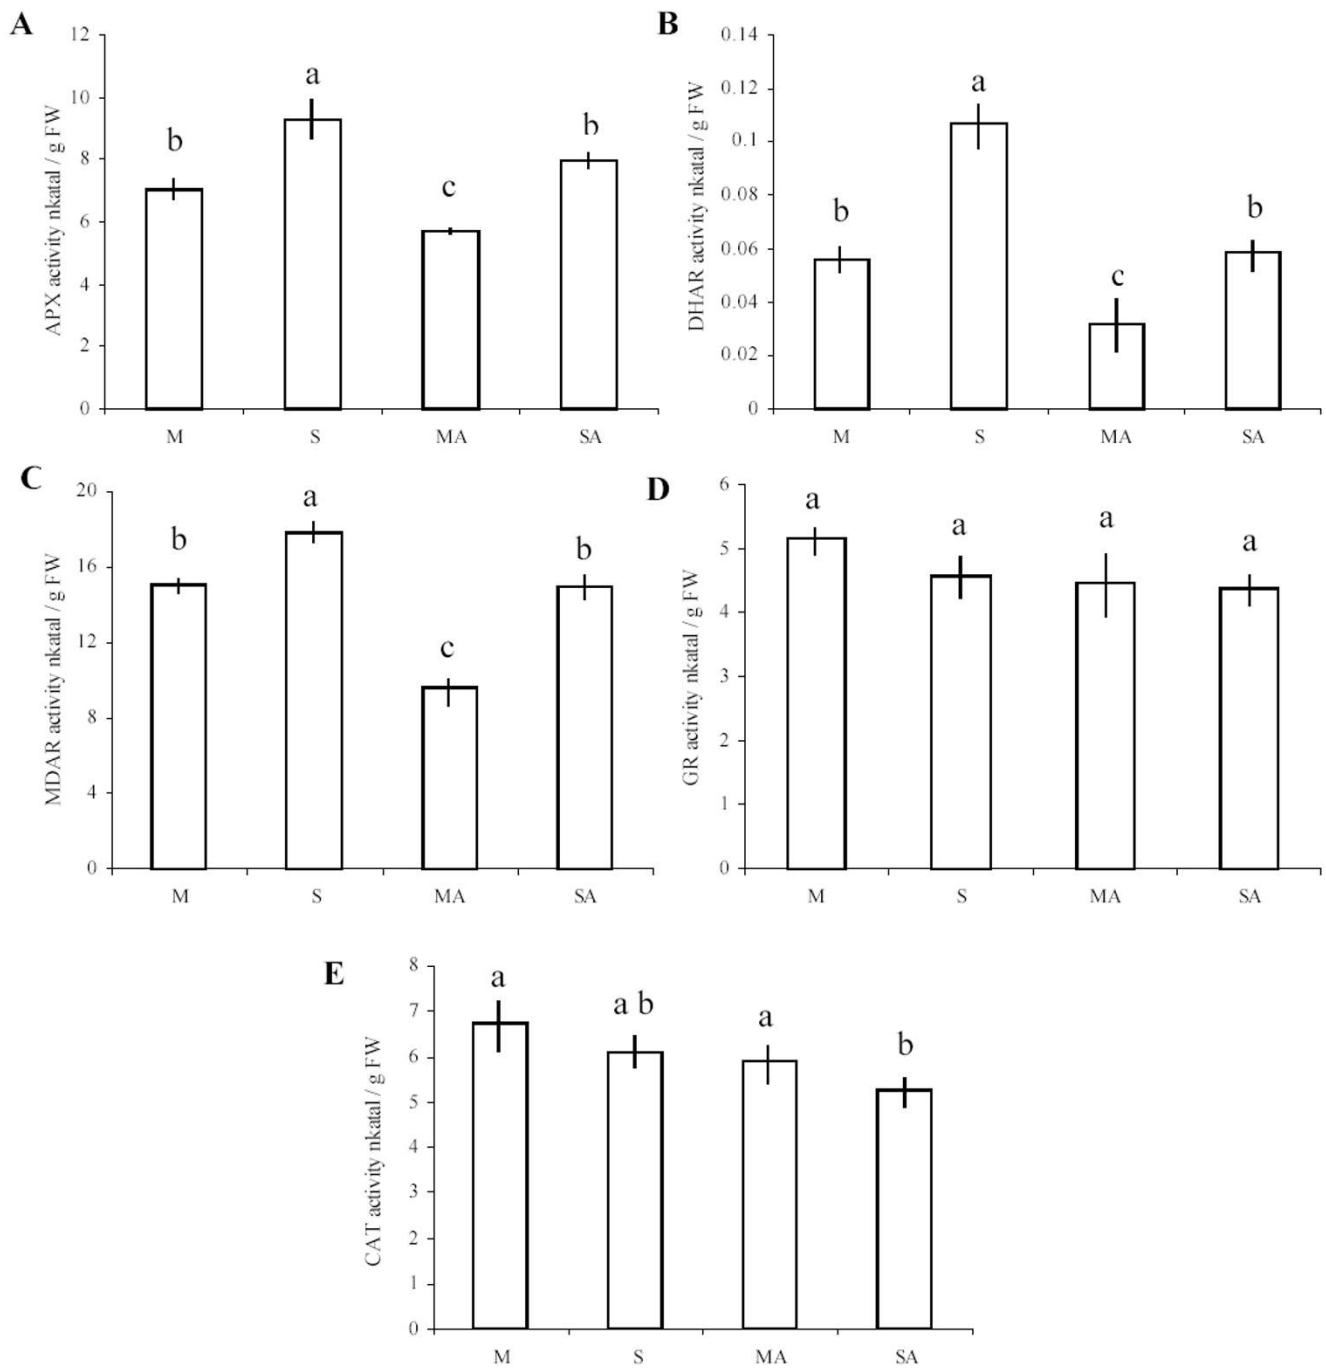 A
APX activity nkatal / g FW
12
10
8
6
4
2
0
b
a
c
b
M S MA SA
B
DHAR activity nkatal / g FW
0.14
0.12
0.1
0.08
0.06
0.04
0.02
0
b
a
c
b
M S MA SA
C
MDAR activity nkatal / g FW
20
16
12
8
4
0
b
a
c
b
M S MA SA
D
GR activity nkatal / g FW
6
5
4
3
2
1
0
a
a
a
a
M S MA SA
E
CAT activity nkatal / g FW
8
7
6
5
4
3
2
1
0
a
a b
a
b
M S MA SA